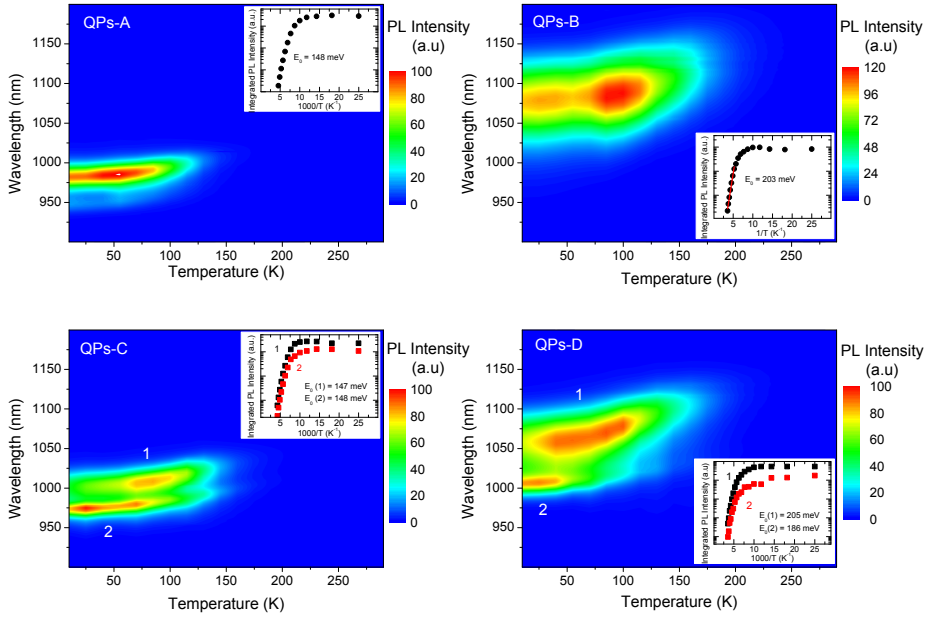 QPs-A
Wavelength (nm)
1150
1100
1050
1000
950
50 100 150 200 250
Temperature (K)
Integrated PL Intensity (a.u.)
E₀ = 148 meV
5 10 15 20 25
1000/T (K⁻¹)
PL Intensity
(a.u)
100
80
60
40
20
0
QPs-B
Wavelength (nm)
1150
1100
1050
1000
950
50 100 150 200 250
Temperature (K)
Integrated PL Intensity (a.u.)
E₀ = 203 meV
5 10 15 20 25
1/T (K⁻¹)
PL Intensity
(a.u)
120
96
72
48
24
0
QPs-C
Wavelength (nm)
1150
1100
1050
1000
950
1
2
50 100 150 200 250
Temperature (K)
Integrated PL Intensity (a.u.)
1
2
E₀ (1) = 147 meV
E₀ (2) = 148 meV
5 10 15 20 25
1000/T (K⁻¹)
PL Intensity
(a.u)
100
80
60
40
20
0
QPs-D
Wavelength (nm)
1150
1100
1050
1000
950
1
2
50 100 150 200 250
Temperature (K)
Integrated PL Intensity (a.u)
1
2
E₀(1) = 205 meV
E₀(2) = 186 meV
5 10 15 20 25
1000/T (K⁻¹)
PL Intensity
(a.u)
100
80
60
40
20
0